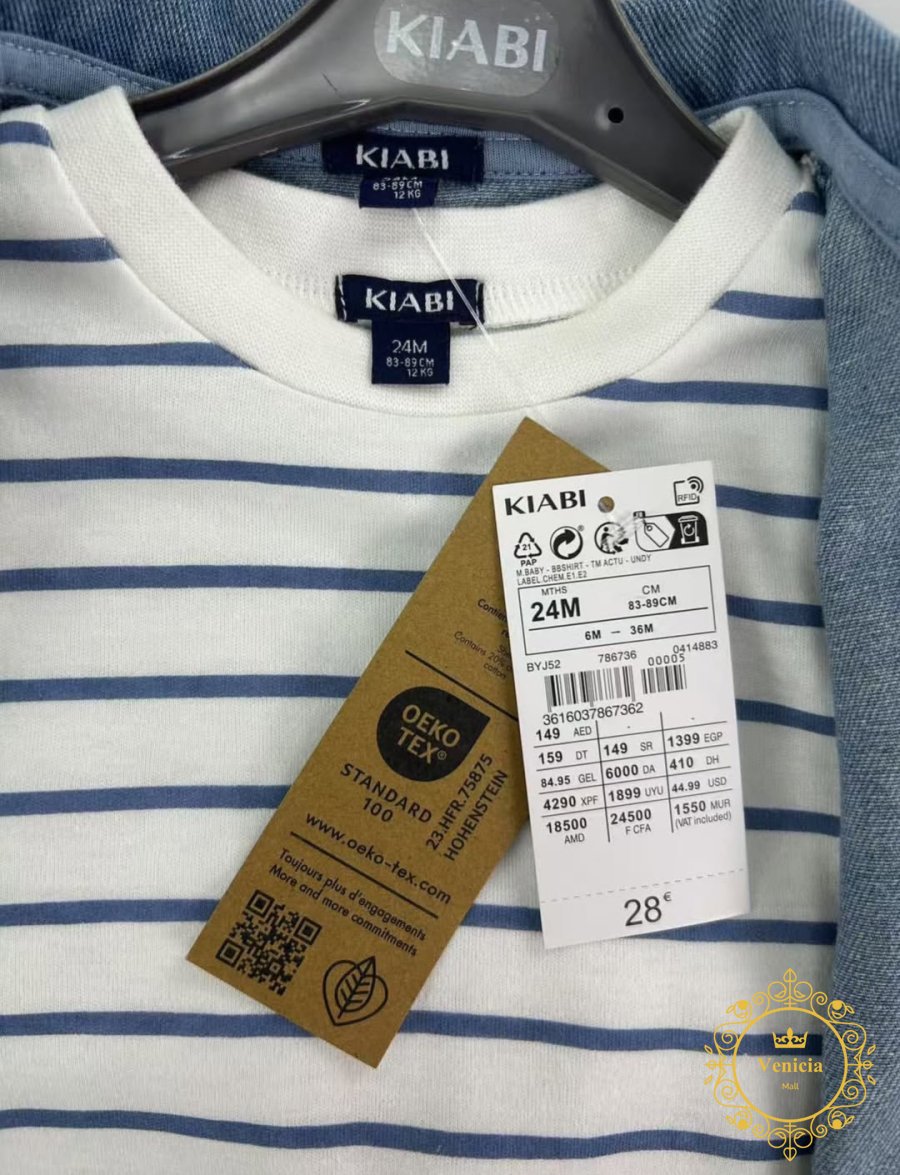 KIABI
KIABI
83-89CM
12 KG
KIABI
24M
83-89CM
12 KG
KIABI
RFID
21
PAP
FR
M.BABY - BBSHIRT - TM ACTU - UNDY
LABEL.CHEM.E1.E2
MTHS
CM
24M
83-89CM
6M — 36M
BYJ52
786736
0414883
00005
3616037867362
149 AED
-
-
159 DT
149 SR
1399 EGP
84.95 GEL
6000 DA
410 DH
4290 XPF
1899 UYU
44.99 USD
18500
AMD
24500
F CFA
1550 MUR
(VAT included)
28€
Contains 20%
cotton
OEKO
TEX®
STANDARD
100
23.HFR.75875
HOHENSTEIN
www.oeko-tex.com
Toujours plus d'engagements
More and more commitments
Venicia
Mall